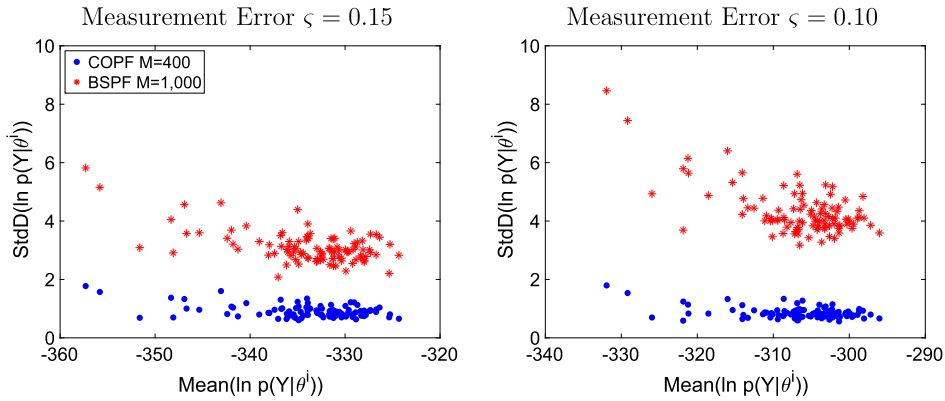 Measurement Error ς = 0.15
10
8
6
4
2
0
StdD(ln p(Y|θ^i))
COPF M=400
BSPF M=1,000
-360 -350 -340 -330 -320
Mean(ln p(Y|θ^i))
Measurement Error ς = 0.10
10
8
6
4
2
0
StdD(ln p(Y|θ^i))
-340 -330 -320 -310 -300 -290
Mean(ln p(Y|θ^i))